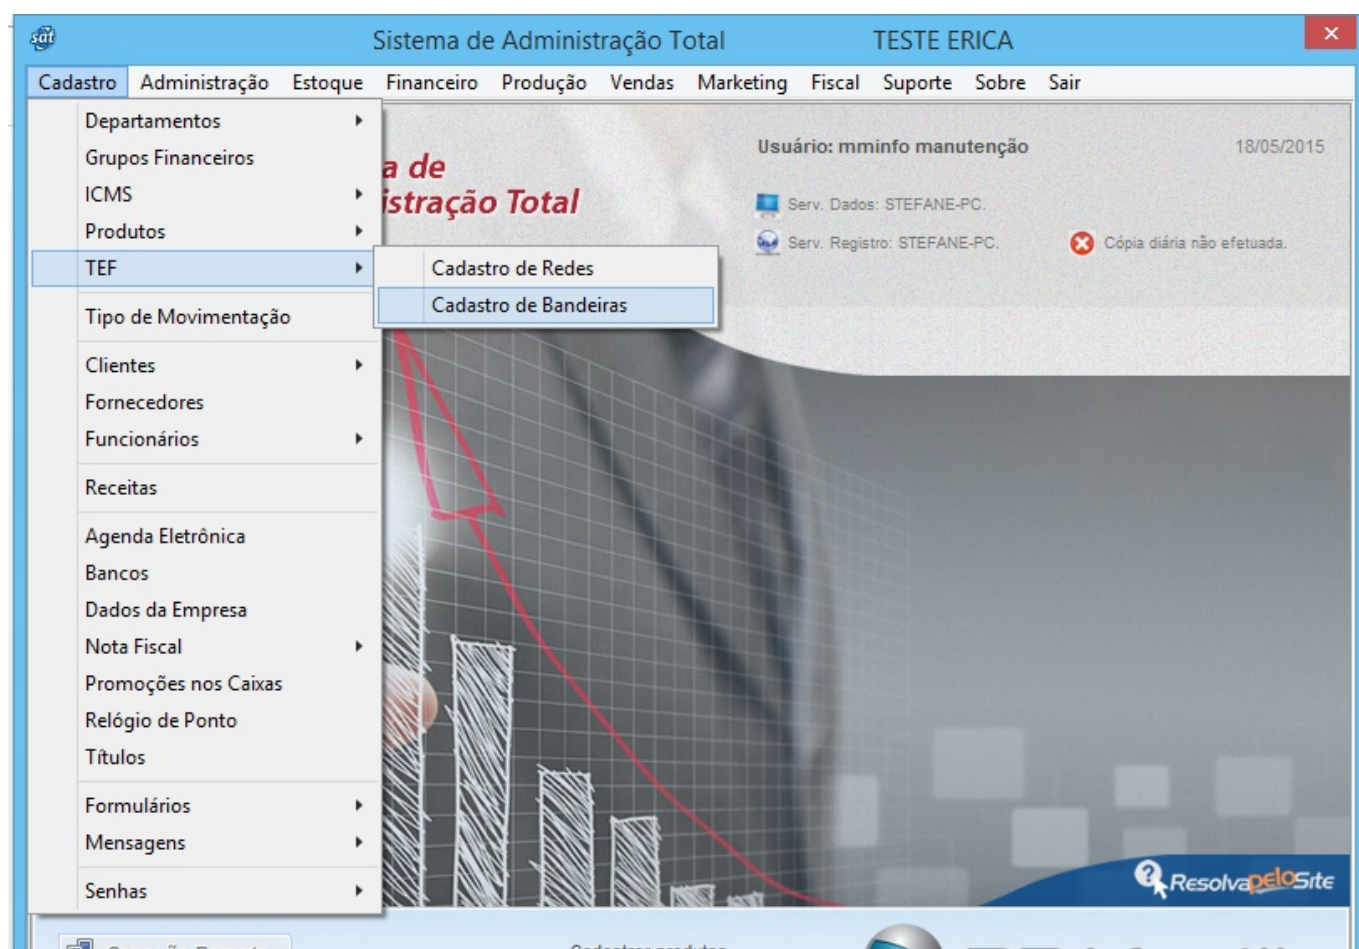 sat Sistema de Administração Total TESTE ERICA
Cadastro Administração Estoque Financeiro Produção Vendas Marketing Fiscal Suporte Sobre Sair
Departamentos
Grupos Financeiros
ICMS
Produtos
TEF
Tipo de Movimentação
Clientes
Fornecedores
Funcionários
Receitas
Agenda Eletrônica
Bancos
Dados da Empresa
Nota Fiscal
Promoções nos Caixas
Relógio de Ponto
Títulos
Formulários
Mensagens
Senhas
Cadastro de Redes
Cadastro de Bandeiras
a de
istração Total
Usuário: mminfo manutenção 18/05/2015
Serv. Dados: STEFANE-PC.
Serv. Registro: STEFANE-PC. Cópia diária não efetuada.
ResolvapeloSite